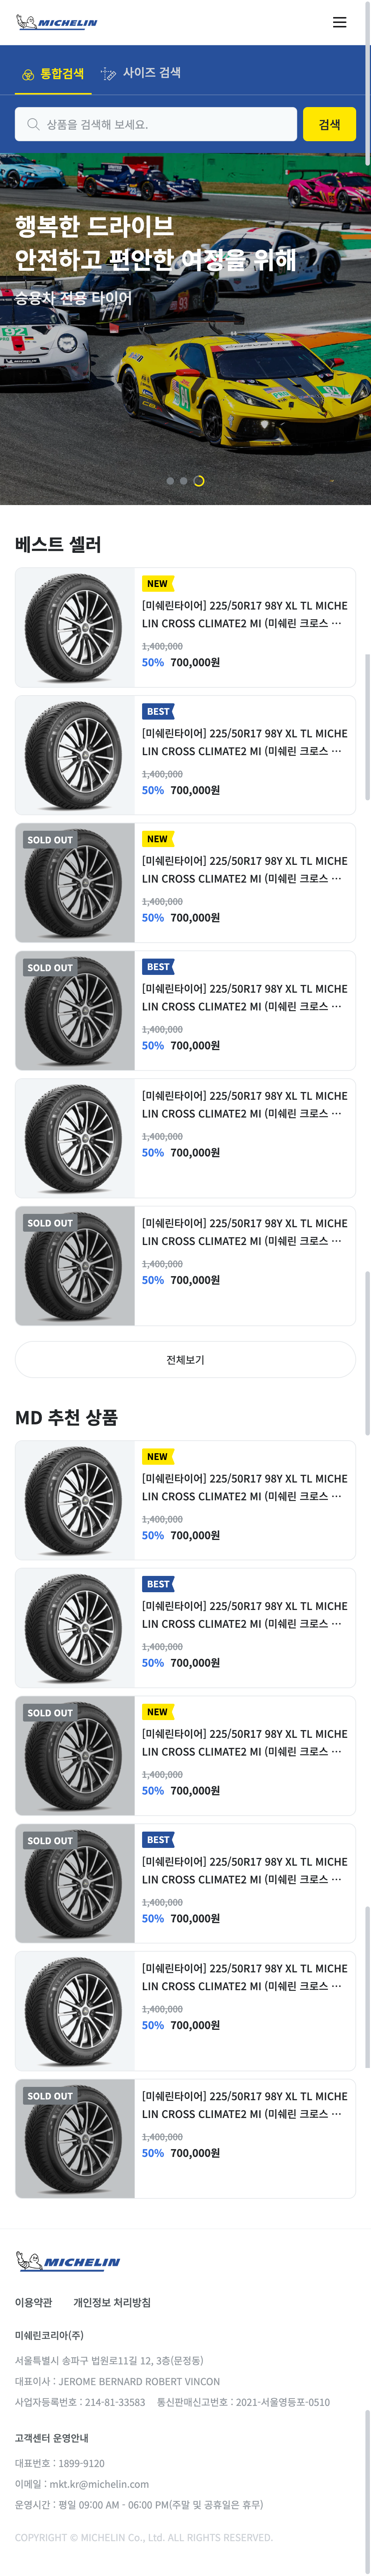 MICHELIN
통합검색
사이즈 검색
상품을 검색해 보세요.
검색
행복한 드라이브
안전하고 편안한 여정을 위해
승용차 전용 타이어
베스트 셀러
NEW
[미쉐린타이어] 225/50R17 98Y XL TL MICHE
LIN CROSS CLIMATE2 MI (미쉐린 크로스 ...
1,400,000
50% 700,000원
BEST
[미쉐린타이어] 225/50R17 98Y XL TL MICHE
LIN CROSS CLIMATE2 MI (미쉐린 크로스 ...
1,400,000
50% 700,000원
SOLD OUT
NEW
[미쉐린타이어] 225/50R17 98Y XL TL MICHE
LIN CROSS CLIMATE2 MI (미쉐린 크로스 ...
1,400,000
50% 700,000원
SOLD OUT
BEST
[미쉐린타이어] 225/50R17 98Y XL TL MICHE
LIN CROSS CLIMATE2 MI (미쉐린 크로스 ...
1,400,000
50% 700,000원
[미쉐린타이어] 225/50R17 98Y XL TL MICHE
LIN CROSS CLIMATE2 MI (미쉐린 크로스 ...
1,400,000
50% 700,000원
SOLD OUT
[미쉐린타이어] 225/50R17 98Y XL TL MICHE
LIN CROSS CLIMATE2 MI (미쉐린 크로스 ...
1,400,000
50% 700,000원
전체보기
MD 추천 상품
NEW
[미쉐린타이어] 225/50R17 98Y XL TL MICHE
LIN CROSS CLIMATE2 MI (미쉐린 크로스 ...
1,400,000
50% 700,000원
BEST
[미쉐린타이어] 225/50R17 98Y XL TL MICHE
LIN CROSS CLIMATE2 MI (미쉐린 크로스 ...
1,400,000
50% 700,000원
SOLD OUT
NEW
[미쉐린타이어] 225/50R17 98Y XL TL MICHE
LIN CROSS CLIMATE2 MI (미쉐린 크로스 ...
1,400,000
50% 700,000원
SOLD OUT
BEST
[미쉐린타이어] 225/50R17 98Y XL TL MICHE
LIN CROSS CLIMATE2 MI (미쉐린 크로스 ...
1,400,000
50% 700,000원
[미쉐린타이어] 225/50R17 98Y XL TL MICHE
LIN CROSS CLIMATE2 MI (미쉐린 크로스 ...
1,400,000
50% 700,000원
SOLD OUT
[미쉐린타이어] 225/50R17 98Y XL TL MICHE
LIN CROSS CLIMATE2 MI (미쉐린 크로스 ...
1,400,000
50% 700,000원
MICHELIN
이용약관 개인정보 처리방침
미쉐린코리아(주)
서울특별시 송파구 법원로11길 12, 3층(문정동)
대표이사 : JEROME BERNARD ROBERT VINCON
사업자등록번호 : 214-81-33583 통신판매신고번호 : 2021-서울영등포-0510
고객센터 운영안내
대표번호 : 1899-9120
이메일 : mkt.kr@michelin.com
운영시간 : 평일 09:00 AM - 06:00 PM(주말 및 공휴일은 휴무)
COPYRIGHT © MICHELIN Co., Ltd. ALL RIGHTS RESERVED.